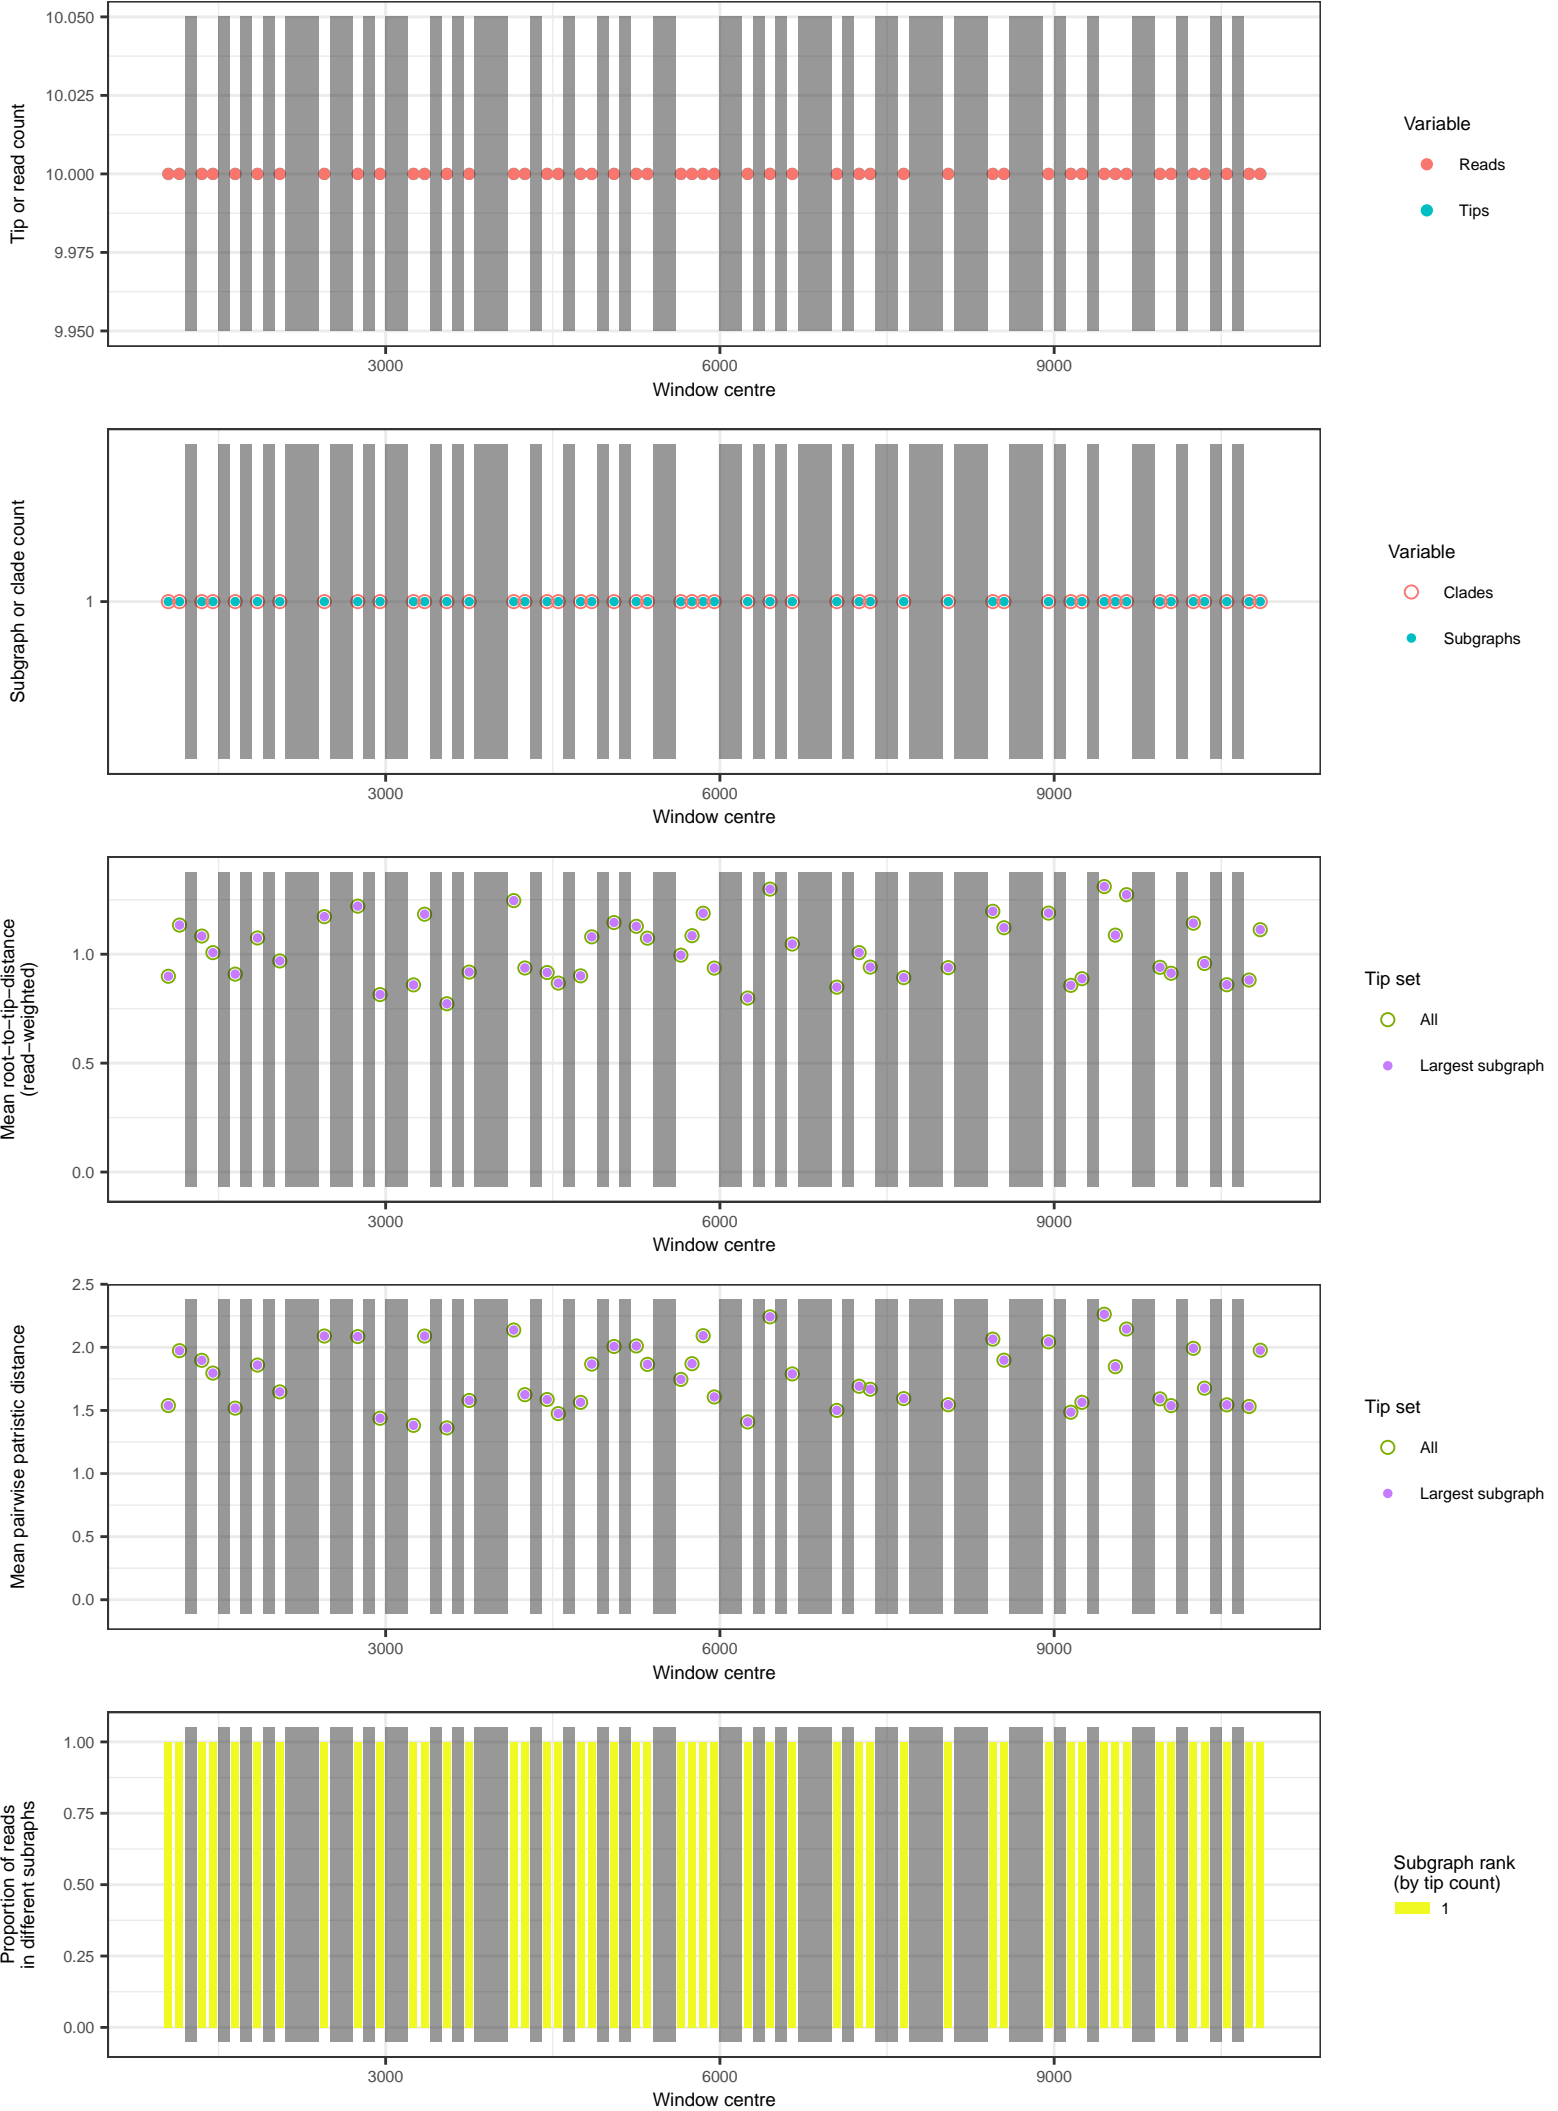 10.050
10.025
10.000
9.975
9.950
Tip or read count
3000
6000
9000
Window centre
Variable
Reads
Tips
1
Subgraph or clade count
3000
6000
9000
Window centre
Variable
Clades
Subgraphs
1.0
0.5
0.0
Mean root−to−tip−distance
(read−weighted)
3000
6000
9000
Window centre
Tip set
All
Largest subgraph
2.5
2.0
1.5
1.0
0.5
0.0
Mean pairwise patristic distance
3000
6000
9000
Window centre
Tip set
All
Largest subgraph
1.00
0.75
0.50
0.25
0.00
Proportion of reads
in different subraphs
3000
6000
9000
Window centre
Subgraph rank
(by tip count)
1